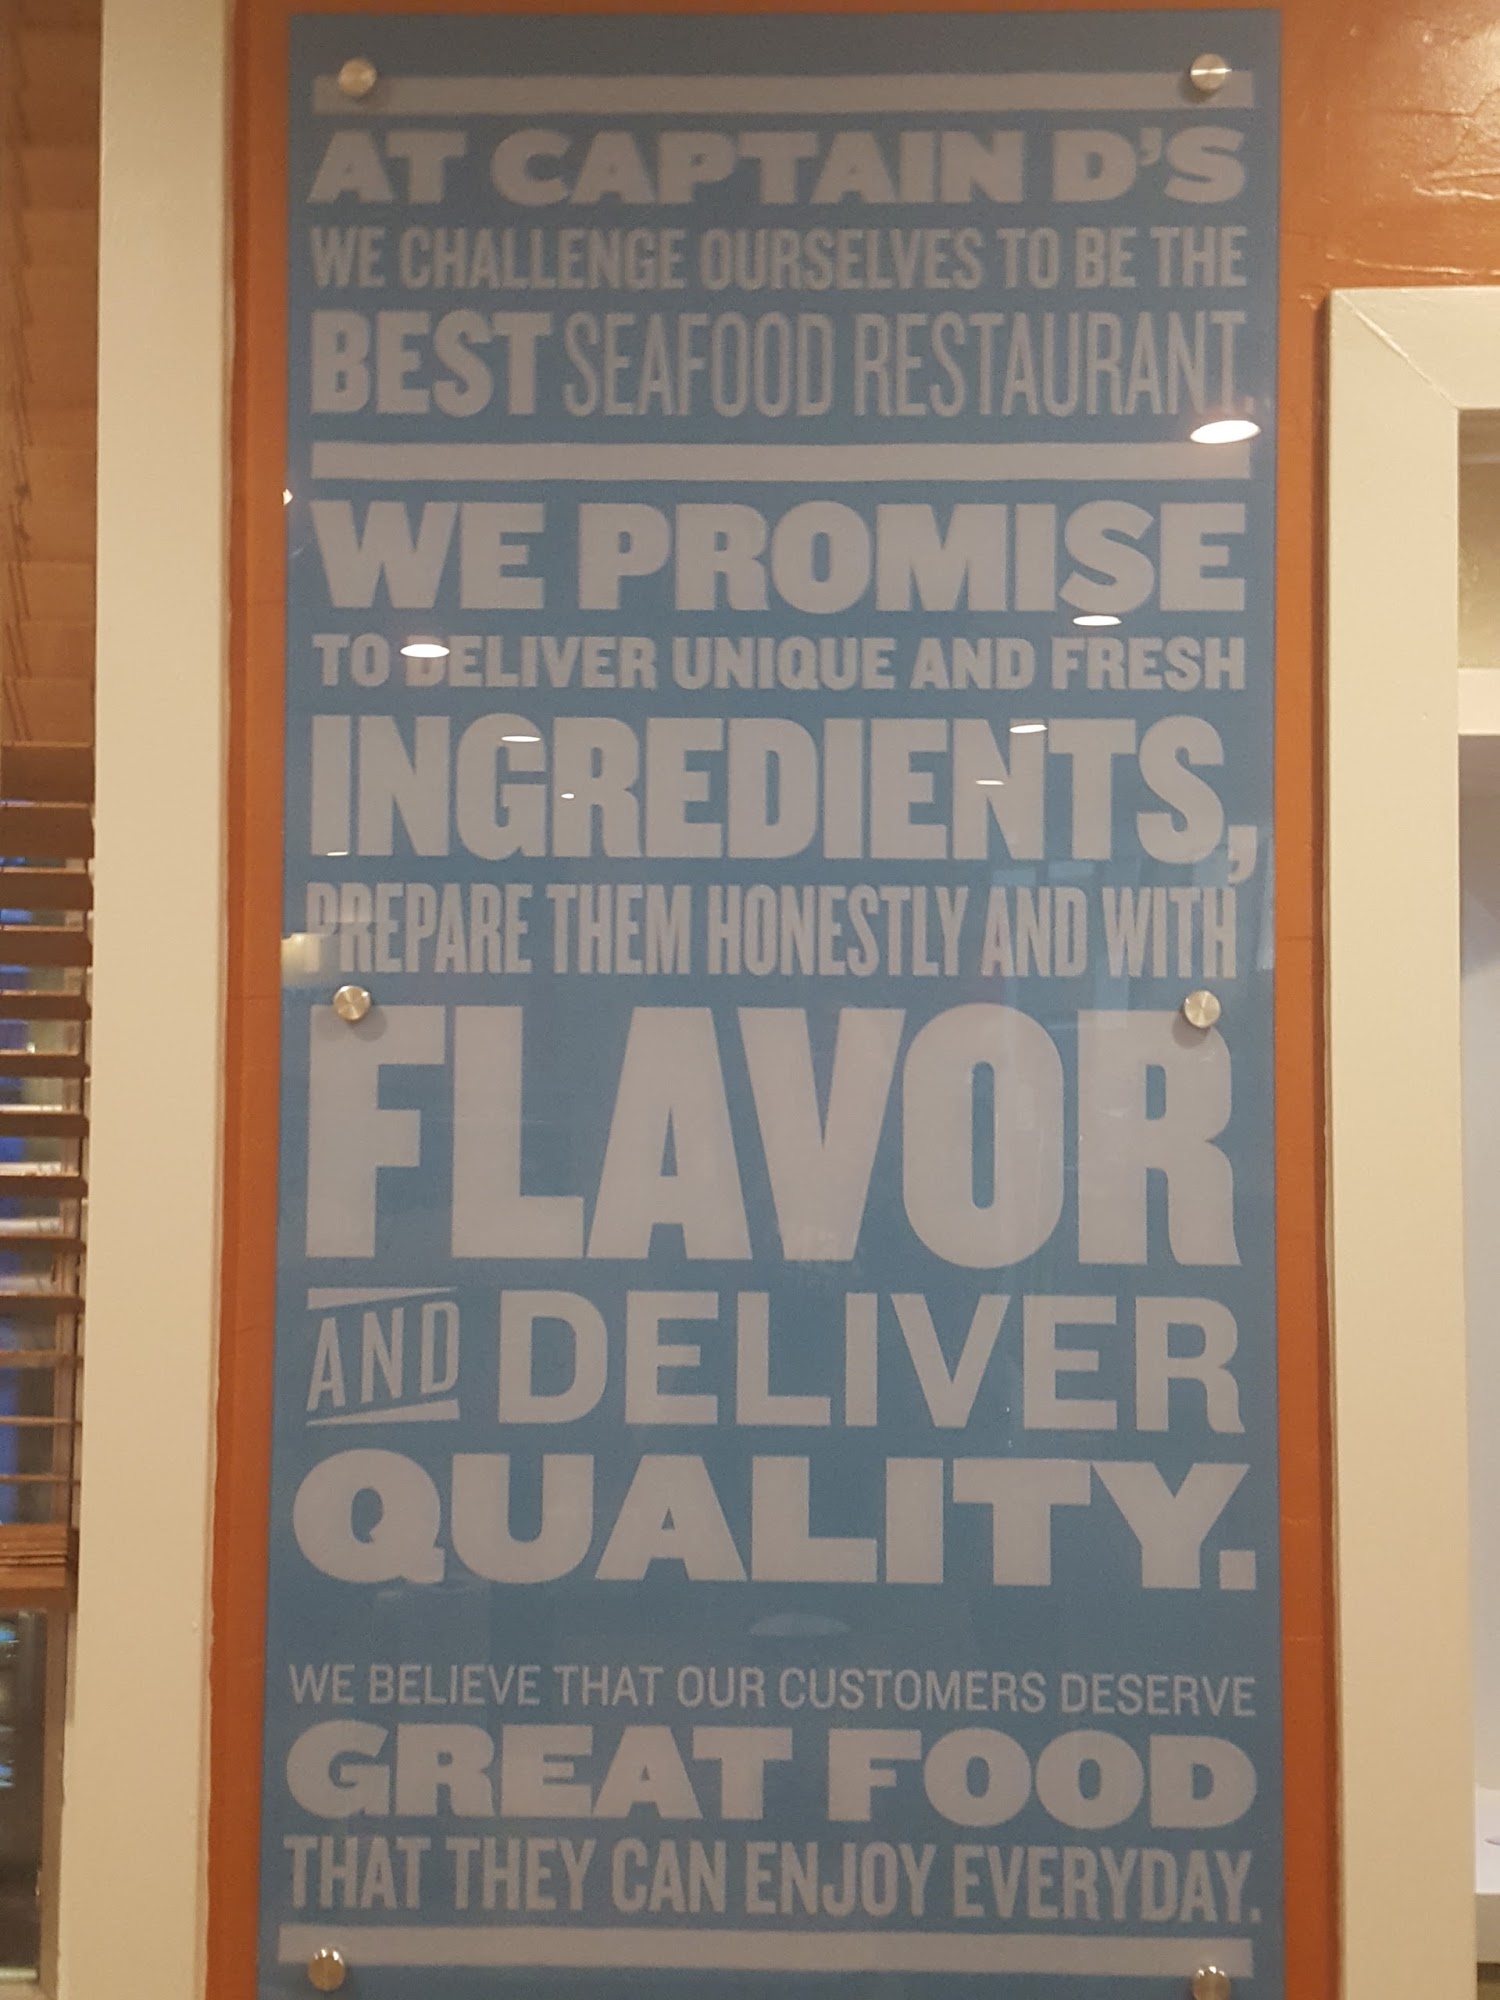 AT CAPTAIN D'S
WE CHALLENGE OURSELVES TO BE THE
BEST SEAFOOD RESTAURANT.
WE PROMISE
TO DELIVER UNIQUE AND FRESH
INGREDIENTS,
PREPARE THEM HONESTLY AND WITH
FLAVOR
AND DELIVER
QUALITY.
WE BELIEVE THAT OUR CUSTOMERS DESERVE
GREAT FOOD
THAT THEY CAN ENJOY EVERYDAY.